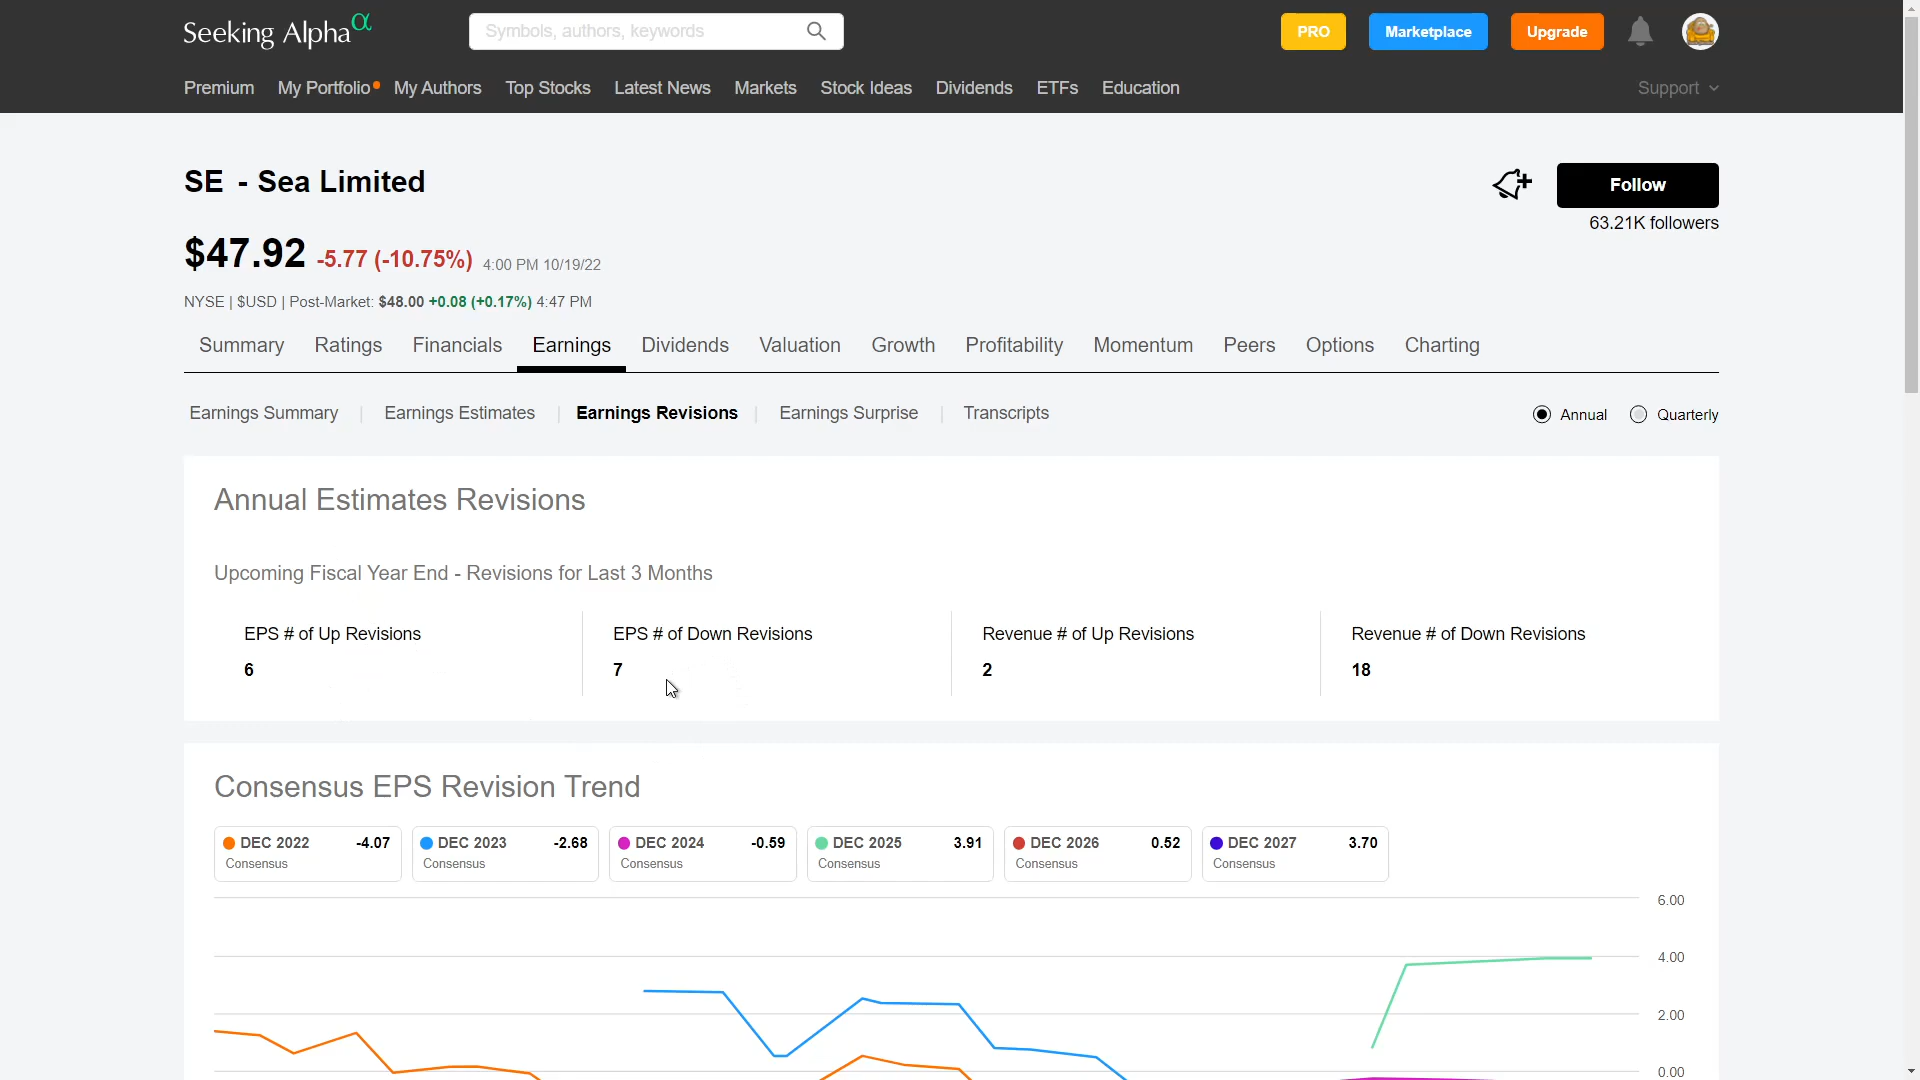 Seeking Alpha α
Symbols, authors, keywords
PRO
Marketplace
Upgrade
Premium My Portfolio My Authors Top Stocks Latest News Markets Stock Ideas Dividends ETFs Education Support
SE - Sea Limited
Follow
63.21K followers
$47.92 -5.77 (-10.75%) 4:00 PM 10/19/22
NYSE | $USD | Post-Market: $48.00 +0.08 (+0.17%) 4:47 PM
Summary Ratings Financials Earnings Dividends Valuation Growth Profitability Momentum Peers Options Charting
Earnings Summary | Earnings Estimates | Earnings Revisions | Earnings Surprise | Transcripts Annual Quarterly
Annual Estimates Revisions
Upcoming Fiscal Year End - Revisions for Last 3 Months
EPS # of Up Revisions EPS # of Down Revisions Revenue # of Up Revisions Revenue # of Down Revisions
6 7 2 18
Consensus EPS Revision Trend
DEC 2022 -4.07 DEC 2023 -2.68 DEC 2024 -0.59 DEC 2025 3.91 DEC 2026 0.52 DEC 2027 3.70
Consensus Consensus Consensus Consensus Consensus Consensus
6.00
4.00
2.00
0.00